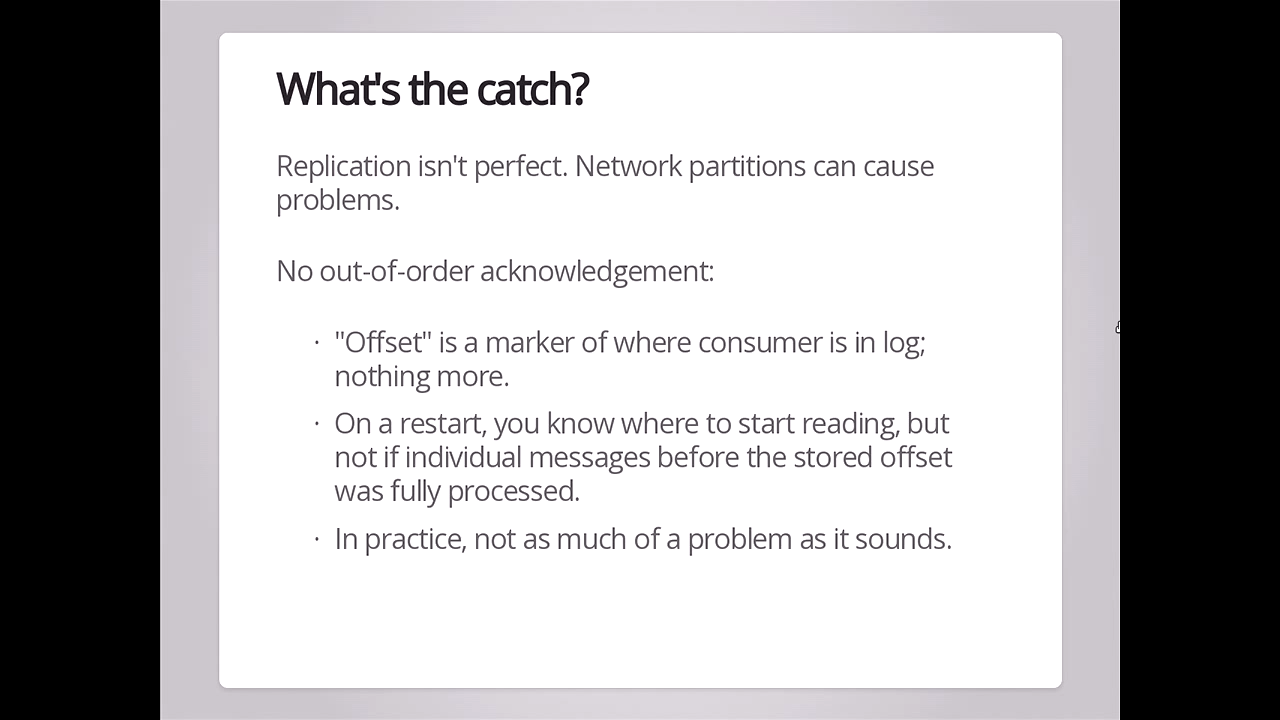 What's the catch?
Replication isn't perfect. Network partitions can cause
problems.
No out-of-order acknowledgement:
· "Offset" is a marker of where consumer is in log;
nothing more.
· On a restart, you know where to start reading, but
not if individual messages before the stored offset
was fully processed.
· In practice, not as much of a problem as it sounds.